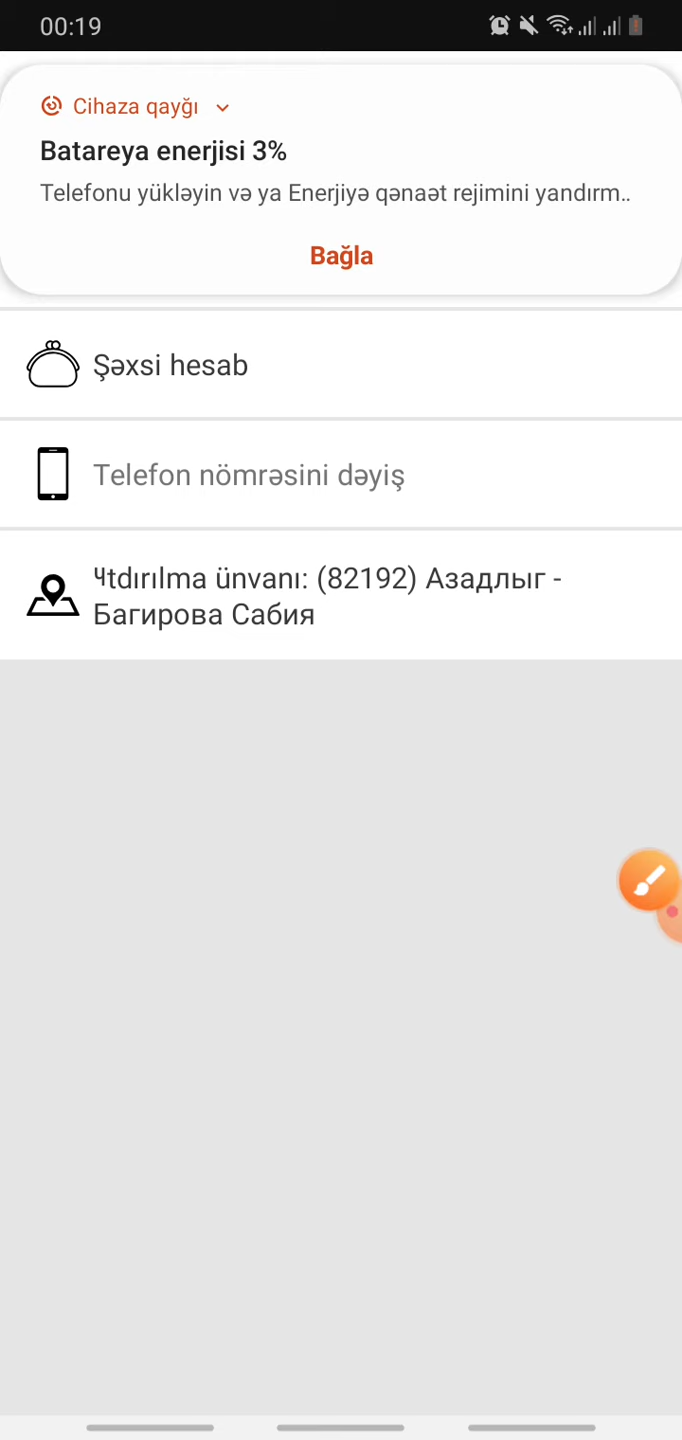 00:19
Cihaza qayğı
Batareya enerjisi 3%
Telefonu yükləyin və ya Enerjiyə qənaət rejimini yandırm..
Bağla
Şəxsi hesab
Telefon nömrəsini dəyiş
Վtdırılma ünvanı: (82192) Азадлыг -
Багирова Сабия